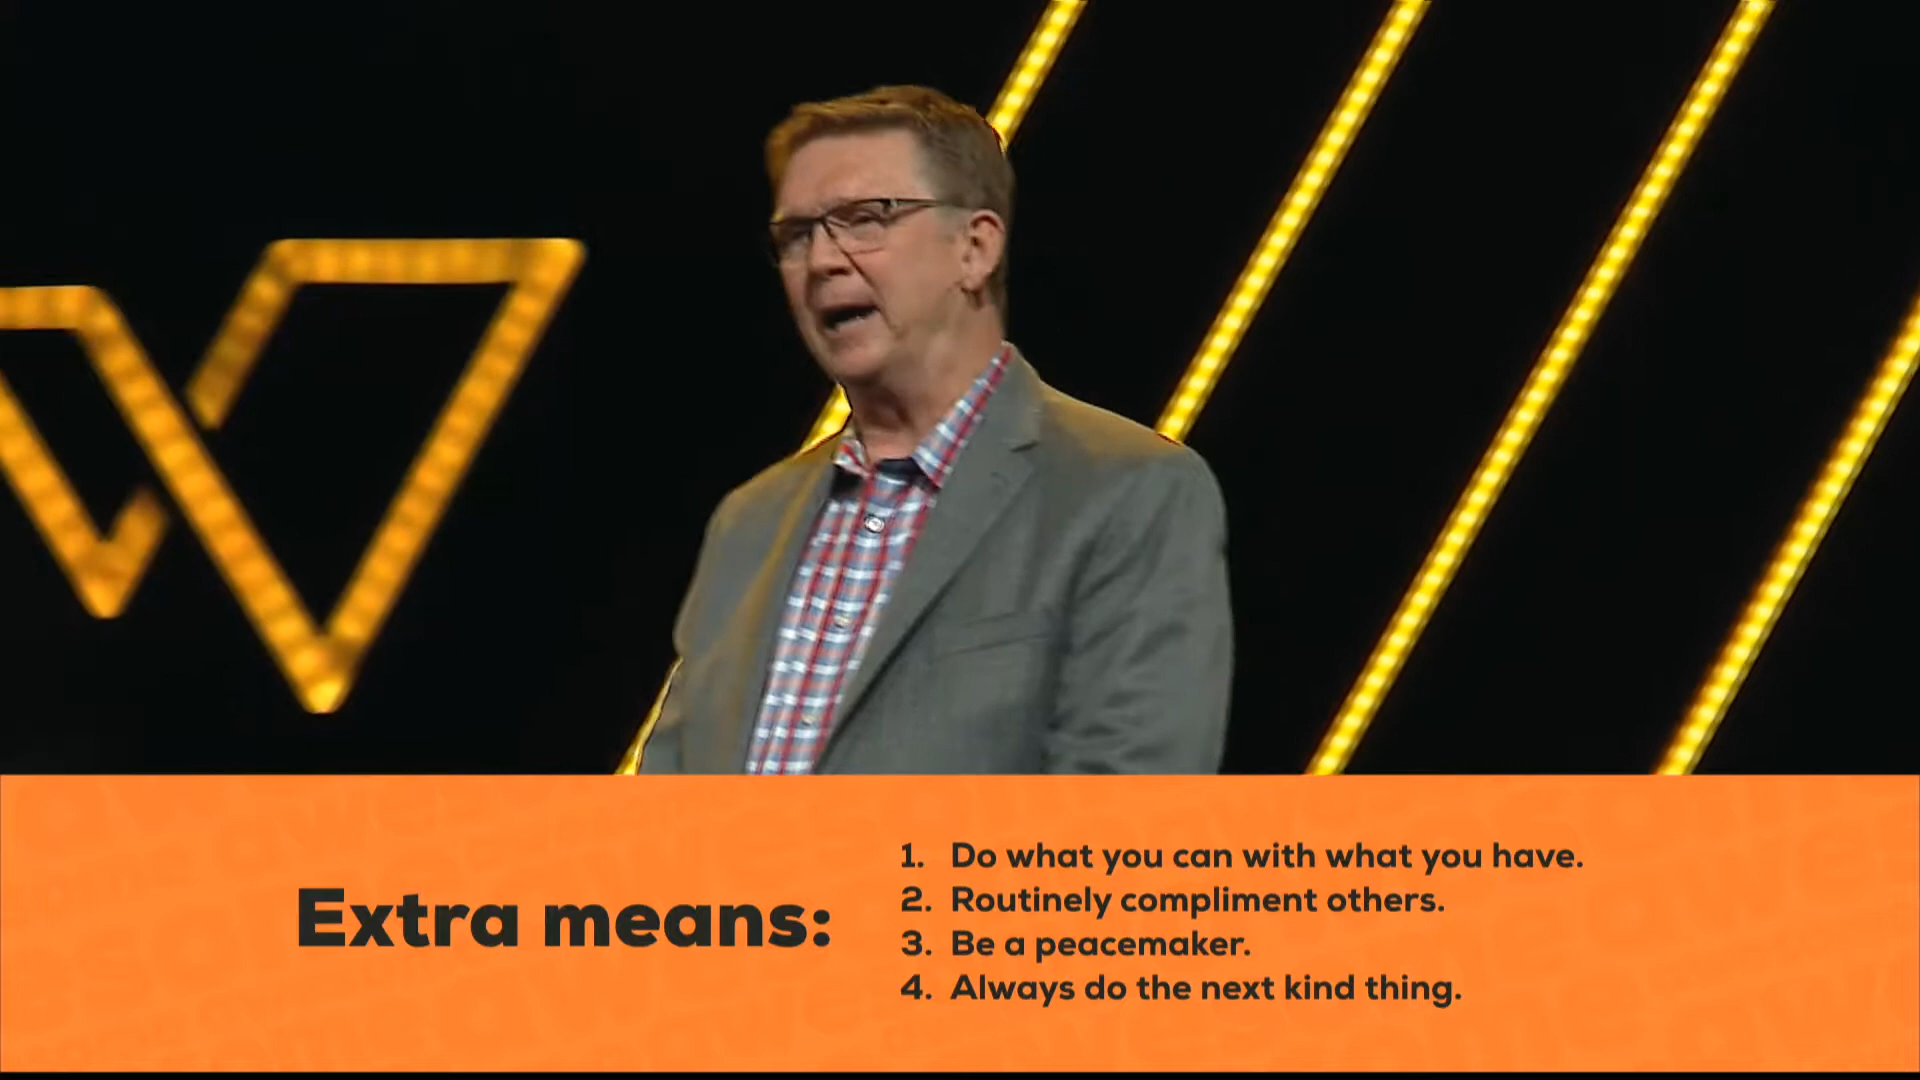 Extra means:
1. Do what you can with what you have.
2. Routinely compliment others.
3. Be a peacemaker.
4. Always do the next kind thing.